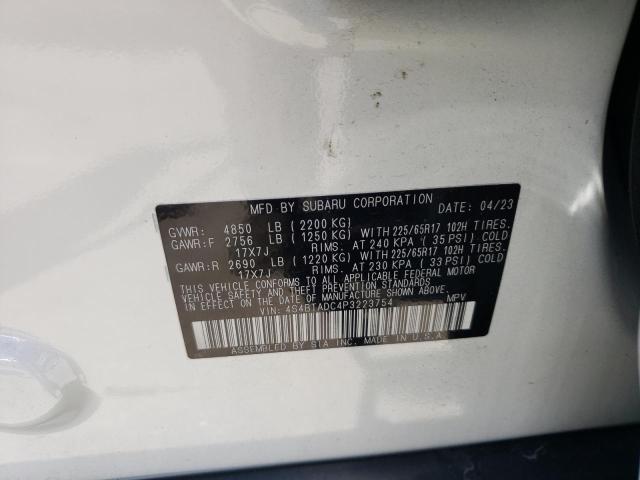 MFD BY SUBARU CORPORATION DATE: 04/23
GVWR: 4850 LB ( 2200 KG)
GAWR:F 2756 LB ( 1250 KG) WITH 225/65R17 102H TIRES.
17X7J RIMS. AT 240 KPA ( 35 PSI) COLD
GAWR:R 2690 LB ( 1220 KG) WITH 225/65R17 102H TIRES.
17X7J RIMS. AT 230 KPA ( 33 PSI) COLD
THIS VEHICLE CONFORMS TO ALL APPLICABLE FEDERAL MOTOR
VEHICLE SAFETY, BUMPER, AND THEFT PREVENTION STANDARDS
IN EFFECT ON THE DATE OF MANUFACTURE SHOWN ABOVE.
VIN: 4S4BTADC4P3223754 MPV
ASSEMBLED BY SIA INC. MADE IN U.S.A.